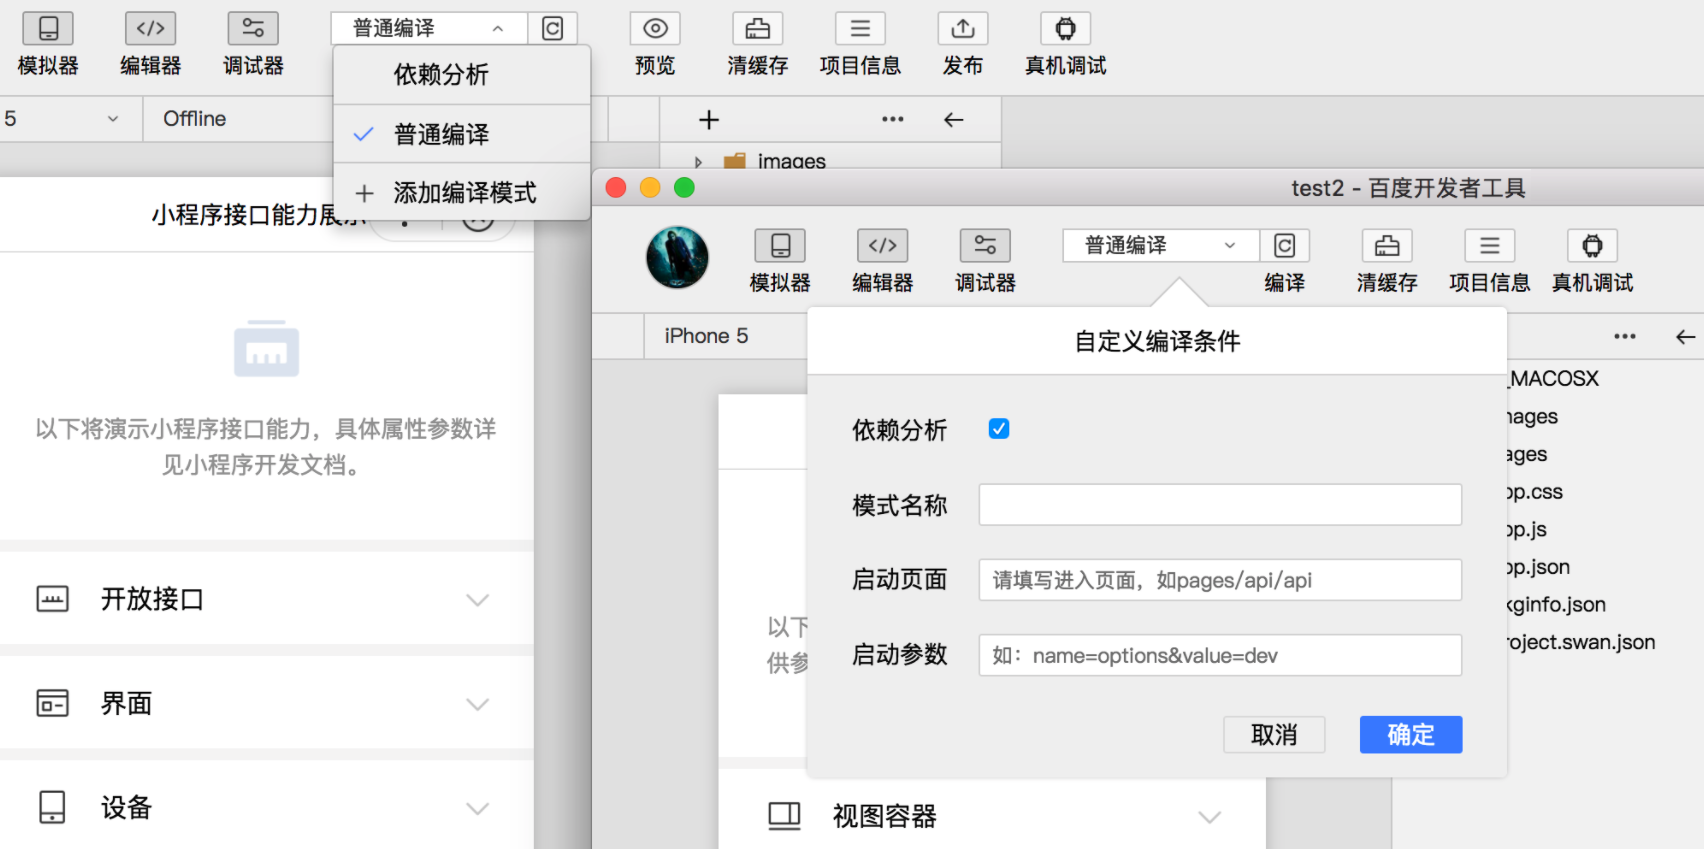 普通编译
模拟器 编辑器 调试器 预览 清缓存 项目信息 发布 真机调试
依赖分析
5 Offline
普通编译
images
添加编译模式
小程序接口能力展示
以下将演示小程序接口能力，具体属性参数详
见小程序开发文档。
开放接口
界面
设备
test2 - 百度开发者工具
普通编译
模拟器 编辑器 调试器 编译 清缓存 项目信息 真机调试
iPhone 5
自定义编译条件
依赖分析
模式名称
启动页面 请填写进入页面，如pages/api/api
启动参数 如：name=options&value=dev
取消 确定
_MACOSX
mages
ages
pp.css
pp.js
pp.json
kginfo.json
roject.swan.json
以下
供参
视图容器